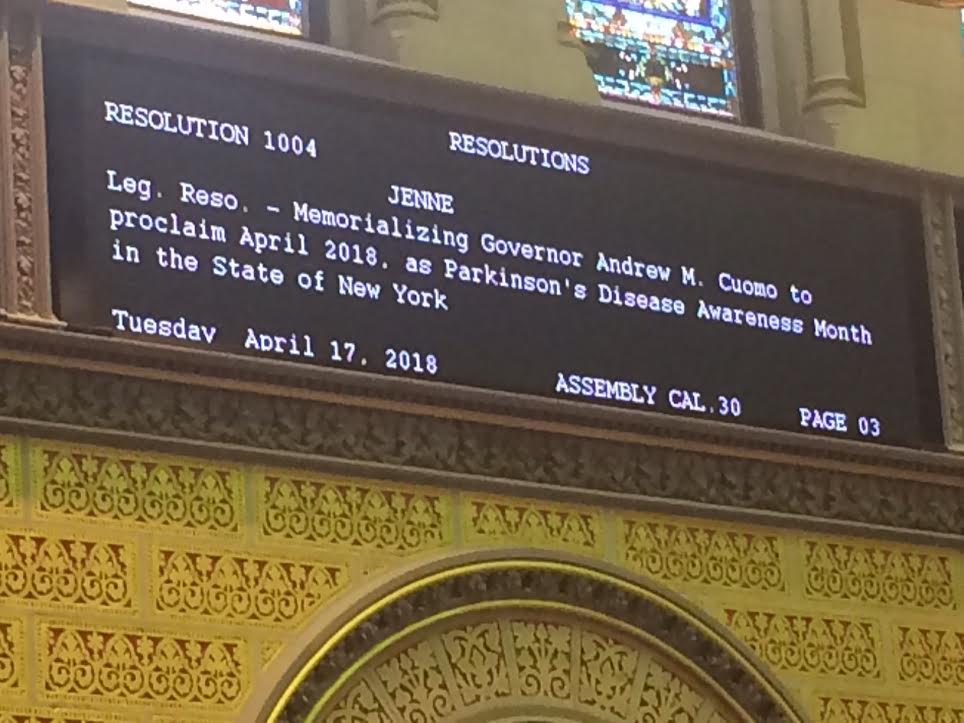 RESOLUTION 1004 RESOLUTIONS
JENNE
Leg. Reso. - Memorializing Governor Andrew M. Cuomo to
proclaim April 2018, as Parkinson's Disease Awareness Month
in the State of New York
Tuesday April 17, 2018 ASSEMBLY CAL.30 PAGE 03